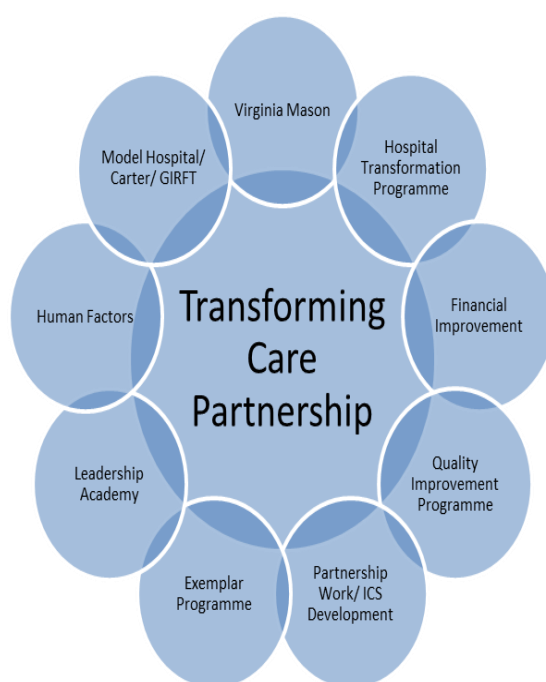 Virginia Mason
Hospital
Transformation
Programme
Financial
Improvement
Quality
Improvement
Programme
Partnership
Work/ ICS
Development
Exemplar
Programme
Leadership
Academy
Human Factors
Model Hospital/
Carter/ GIRFT
Transforming
Care
Partnership